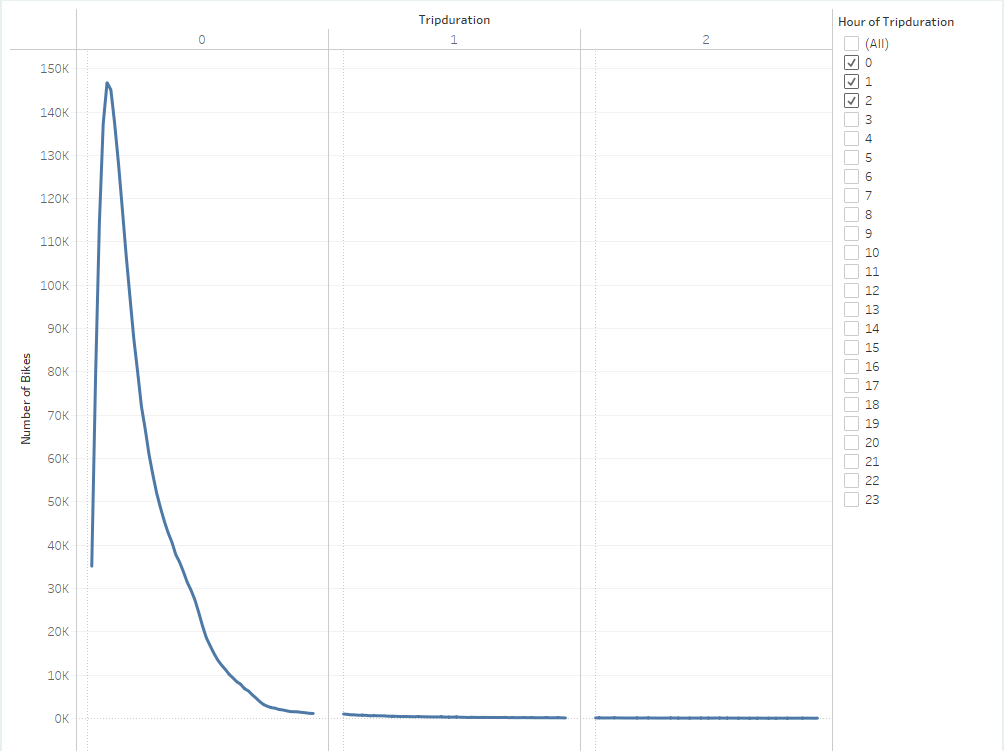 Tripduration
0 1 2
150K
140K
130K
120K
110K
100K
90K
80K
70K
60K
50K
40K
30K
20K
10K
0K
Number of Bikes
Hour of Tripduration
(All)
0
1
2
3
4
5
6
7
8
9
10
11
12
13
14
15
16
17
18
19
20
21
22
23